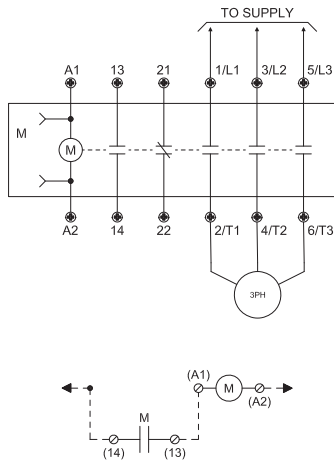 TO SUPPLY
A1 13 21 1/L1 3/L2 5/L3
M
M
A2 14 22 2/T1 4/T2 6/T3
3PH
(A1)
M
M
(A2)
(14) (13)